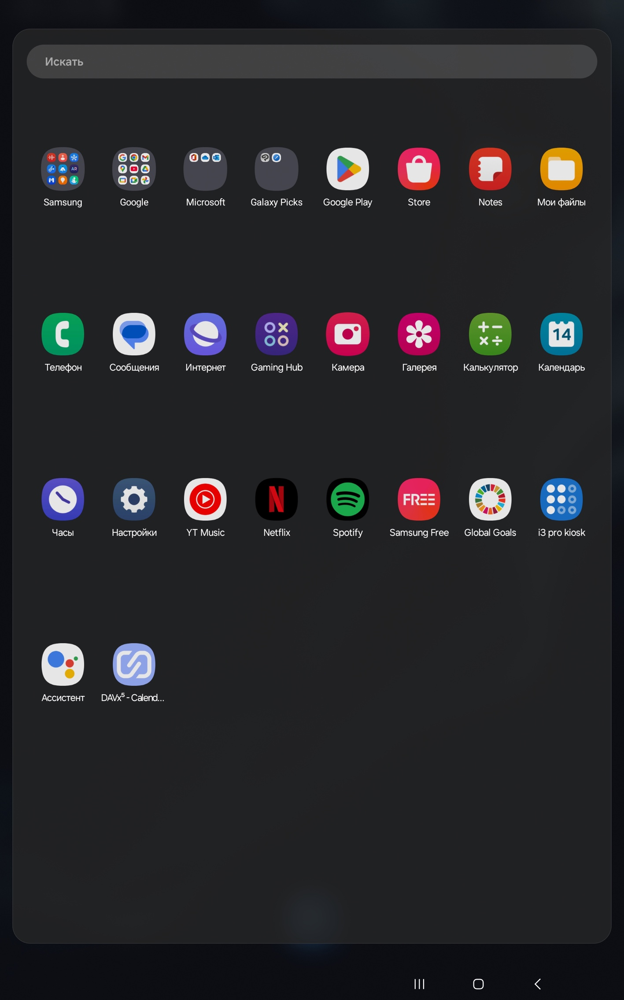 Искать
AR
Samsung
Google
Microsoft
Galaxy Picks
Google Play
Store
Notes
Мои файлы
14
Телефон
Сообщения
Интернет
Gaming Hub
Камера
Галерея
Калькулятор
Календарь
FREE
Часы
Настройки
YT Music
Netflix
Spotify
Samsung Free
Global Goals
i3 pro kiosk
Ассистент
DAVx⁵ - Calend...